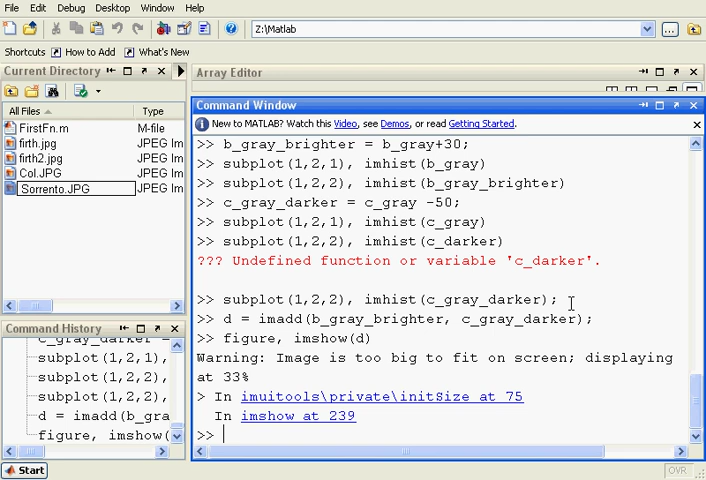 File Edit Debug Desktop Window Help
Z:\Matlab
...
Shortcuts How to Add What's New
Current Directory
All Files Type
FirstFn.m M-file
firth.jpg JPEG Im
firth2.jpg JPEG Im
Col.JPG JPEG Im
Sorrento.JPG JPEG Im
Command History
subplot(1,2,1),
subplot(1,2,2),
subplot(1,2,2),
d = imadd(b_gra
figure, imshow(
Array Editor
Command Window
New to MATLAB? Watch this Video, see Demos, or read Getting Started.
>> b_gray_brighter = b_gray+30;
>> subplot(1,2,1), imhist(b_gray)
>> subplot(1,2,2), imhist(b_gray_brighter)
>> c_gray_darker = c_gray -50;
>> subplot(1,2,1), imhist(c_gray)
>> subplot(1,2,2), imhist(c_darker)
??? Undefined function or variable 'c_darker'.
>> subplot(1,2,2), imhist(c_gray_darker);
>> d = imadd(b_gray_brighter, c_gray_darker);
>> figure, imshow(d)
Warning: Image is too big to fit on screen; displaying
at 33%
> In imuitools\private\initSize at 75
In imshow at 239
>>
Start
OVR